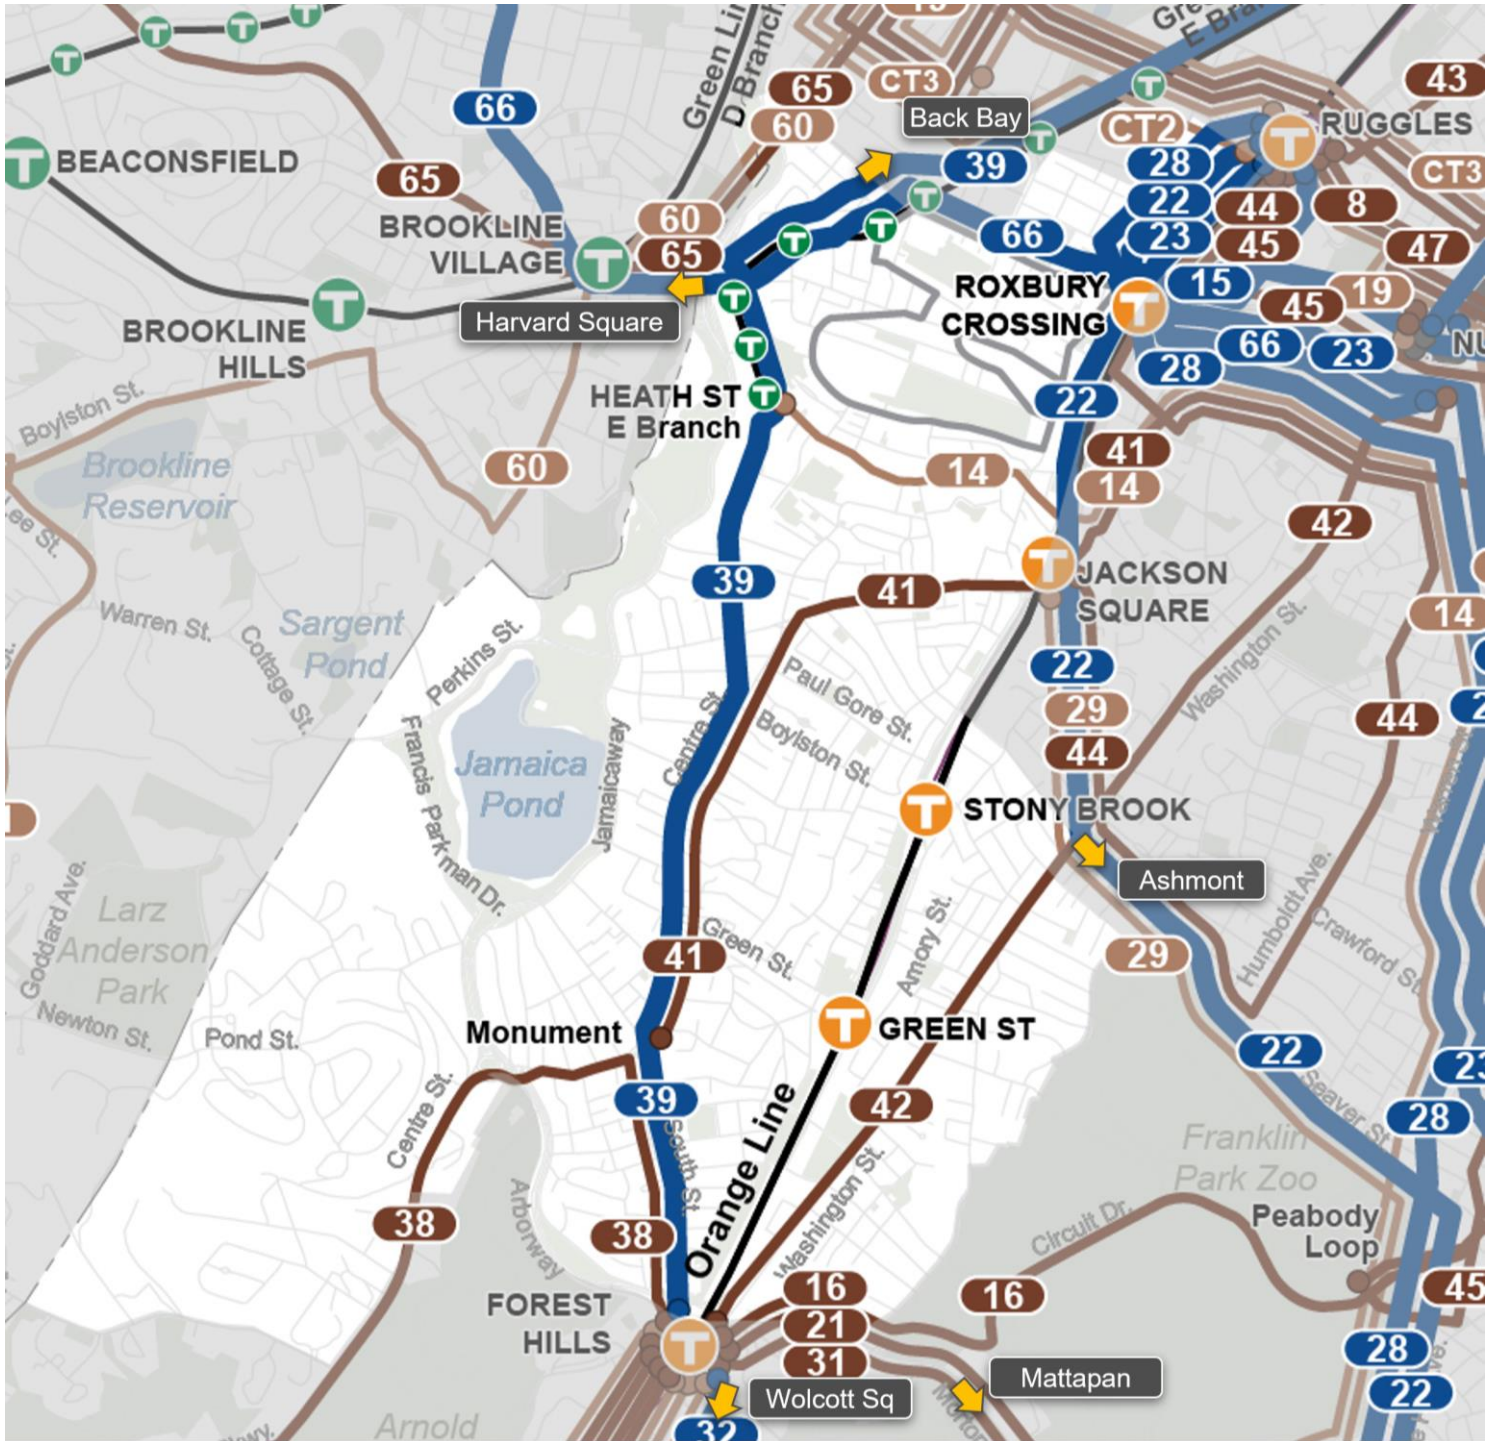 Green Line
D Branch
E Branch
65
CT3
60
Back Bay
43
66
CT2
RUGGLES
BEACONSFIELD
65
39
28
CT3
BROOKLINE
VILLAGE
60
65
22
44
8
66
23
45
47
Harvard Square
ROXBURY
CROSSING
15
45
19
BROOKLINE
HILLS
66
23
28
HEATH ST
E Branch
22
Boylston St.
41
Brookline
Reservoir
60
14
14
42
39
JACKSON
SQUARE
41
Warren St.
Sargent
Pond
Cottage St.
Perkins St.
14
22
Washington St.
Paul Gore St.
29
44
Centre St.
Boylston St.
44
Francis Parkman Dr.
Jamaica
Pond
Jamaicaway
STONY BROOK
Ashmont
Goddard Ave.
Larz
Anderson
Park
Green St.
Amory St.
Humboldt Ave.
Crawford St.
41
29
Newton St.
Pond St.
Monument
GREEN ST
22
Seaver St.
Centre St.
39
South St.
Orange Line
42
28
Franklin
Park Zoo
Washington St.
Arborway
38
38
Circuit Dr.
Peabody
Loop
FOREST
HILLS
16
16
45
21
31
28
Wolcott Sq
Mattapan
22
32
Arnold